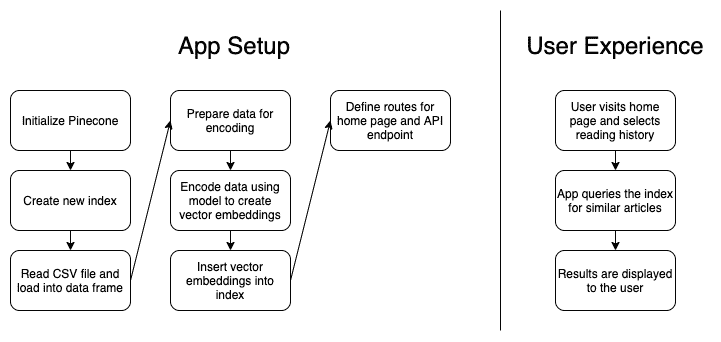 App Setup
User Experience
Initialize Pinecone
Create new index
Read CSV file and
load into data frame
Prepare data for
encoding
Encode data using
model to create
vector embeddings
Insert vector
embeddings into
index
Define routes for
home page and API
endpoint
User visits home
page and selects
reading history
App queries the index
for similar articles
Results are displayed
to the user